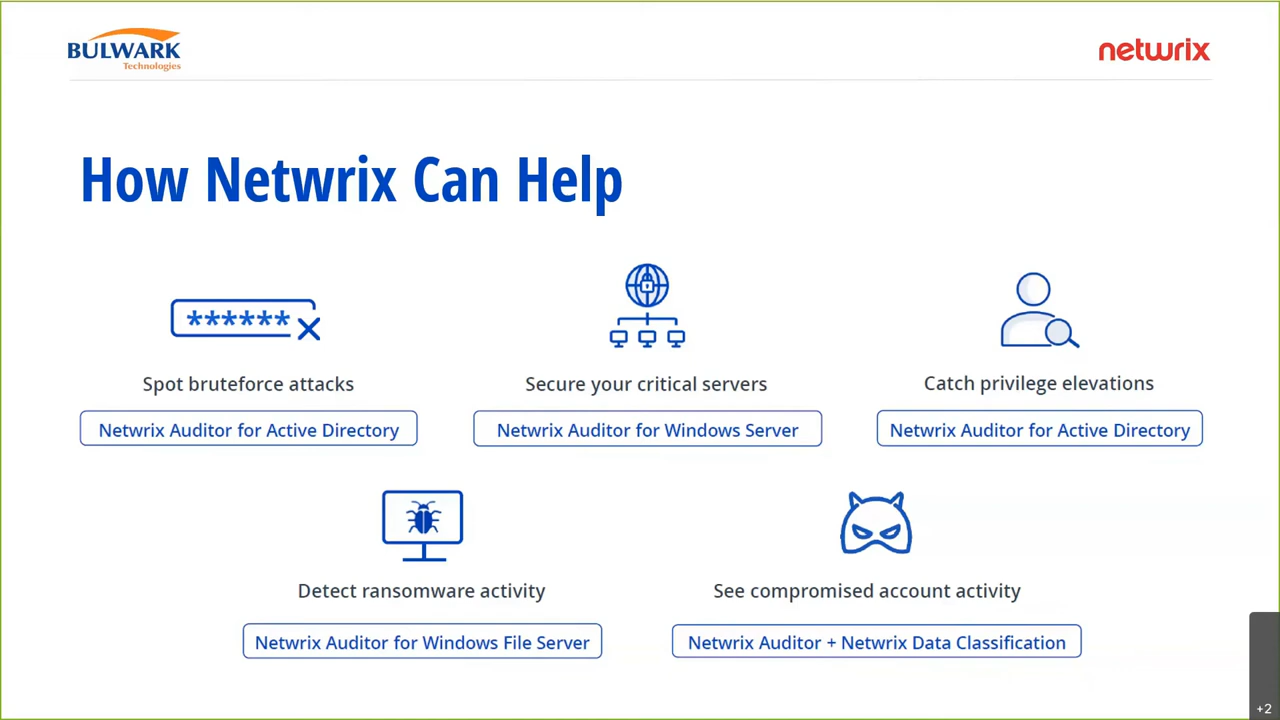 BULWARK
Technologies
netwrix
How Netwrix Can Help
******
Spot bruteforce attacks
Secure your critical servers
Catch privilege elevations
Netwrix Auditor for Active Directory
Netwrix Auditor for Windows Server
Netwrix Auditor for Active Directory
Detect ransomware activity
See compromised account activity
Netwrix Auditor for Windows File Server
Netwrix Auditor + Netwrix Data Classification
+2